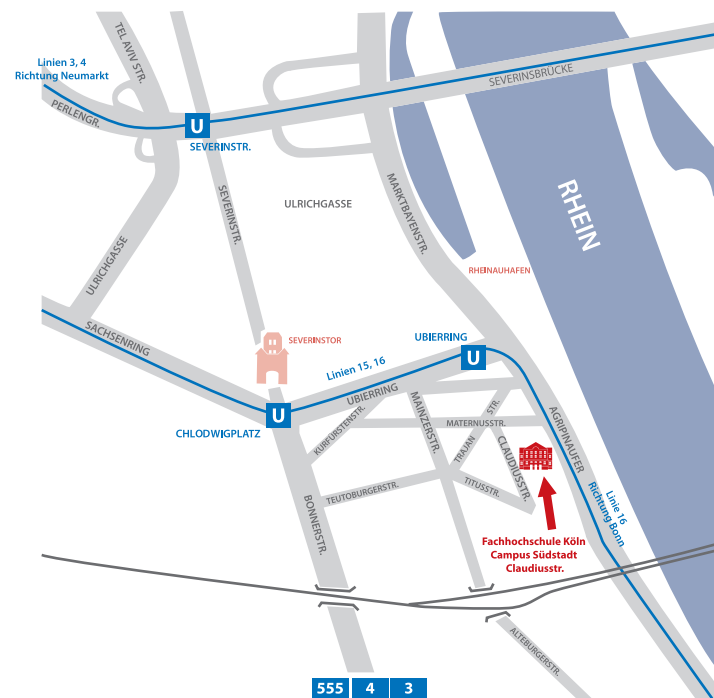 TEL AVIV STR.
Linien 3, 4
Richtung Neumarkt
PERLENGR.
U
SEVERINSTR.
SEVERINSBRÜCKE
SEVERINSTR.
ULRICHGASSE
MARKTBAYENSTR.
RHEIN
ULRICHGASSE
RHEINAUHAFEN
SACHSENRING
SEVERINSTOR
UBIERRING
U
Linien 15, 16
UBIERRING
U
CHLODWIGPLATZ
KURFÜRSTENSTR.
MAINZERSTR.
MATERNUSSTR.
TRAJAN
STR.
CLAUDIUSSTR.
AGRIPINAUFER
TEUTOBURGERSTR.
TITUSSTR.
BONNERSTR.
Linie 16
Richtung Bonn
Fachhochschule Köln
Campus Südstadt
Claudiusstr.
ALTEBURGERSTR.
555 4 3